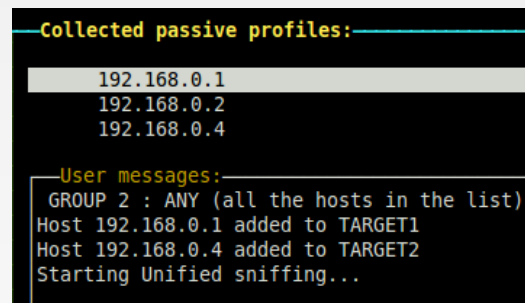 Collected passive profiles:
192.168.0.1
192.168.0.2
192.168.0.4
User messages:
GROUP 2 : ANY (all the hosts in the list)
Host 192.168.0.1 added to TARGET1
Host 192.168.0.4 added to TARGET2
Starting Unified sniffing...